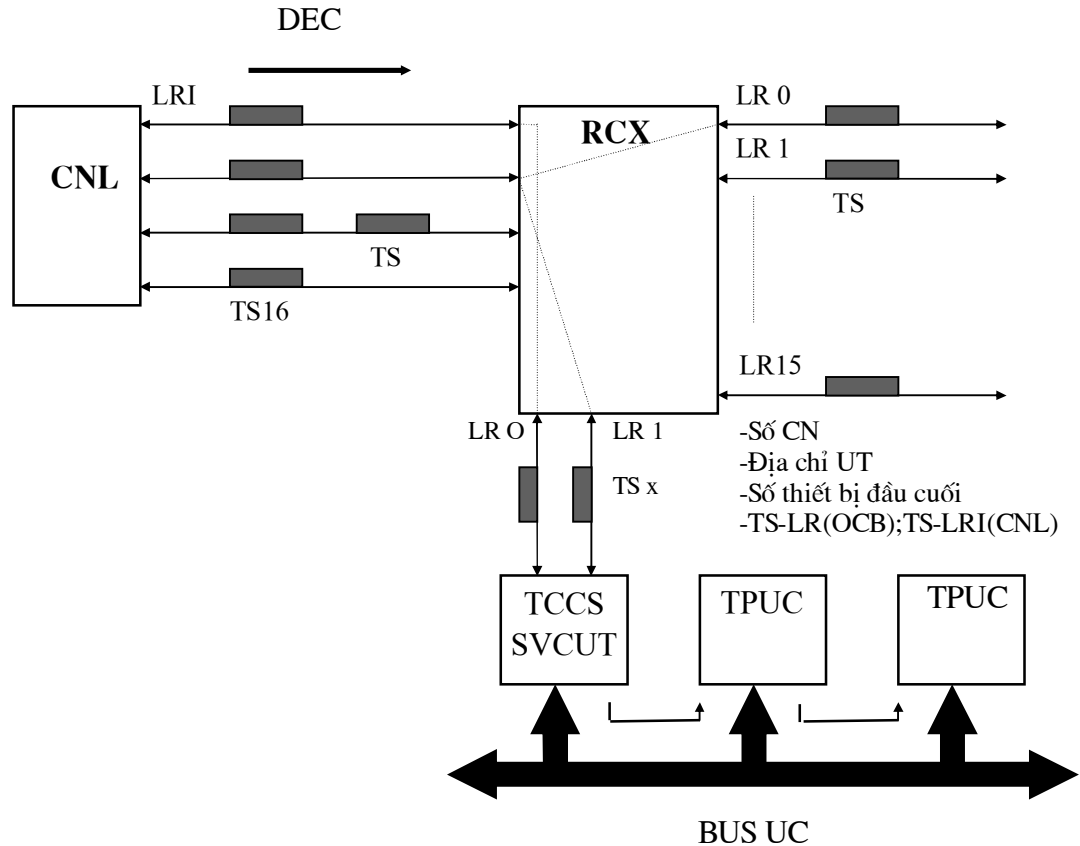 DEC
LRI
LR 0
RCX
LR 1
CNL
TS
TS
TS16
LR15
LR O
LR 1
-Số CN
-Địa chỉ UT
TS x
-Số thiết bị đầu cuối
-TS-LR(OCB);TS-LRI(CNL)
TCCS
SVCUT
TPUC
TPUC
BUS UC